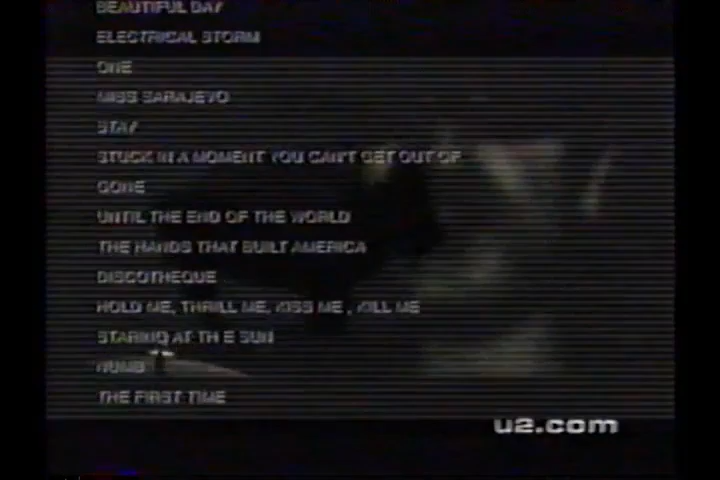 BEAUTIFUL DAY
ELECTRICAL STORM
ONE
MISS SARAJEVO
STAY
STUCK IN A MOMENT YOU CAN'T GET OUT OF
GONE
UNTIL THE END OF THE WORLD
THE HANDS THAT BUILT AMERICA
DISCOTHEQUE
HOLD ME, THRILL ME, KISS ME , KILL ME
STARING AT TH E SUN
NUMB
THE FIRST TIME
u2.com